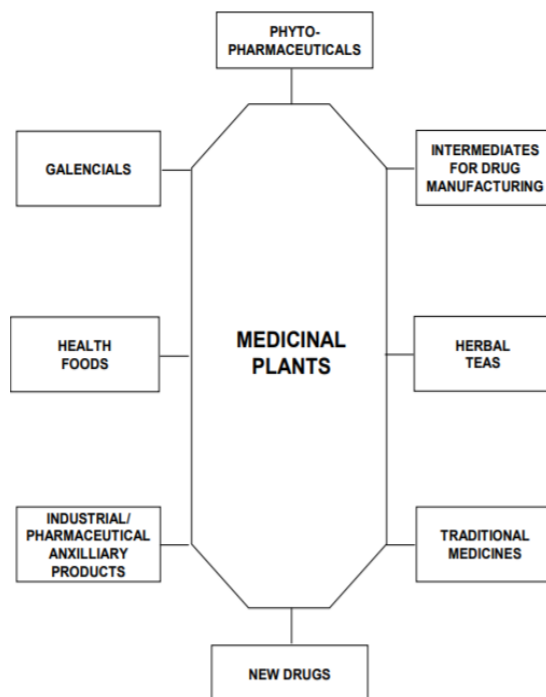 PHYTO-
PHARMACEUTICALS
GALENCIALS
INTERMEDIATES
FOR DRUG
MANUFACTURING
HEALTH
FOODS
MEDICINAL
PLANTS
HERBAL
TEAS
INDUSTRIAL/
PHARMACEUTICAL
ANXILLIARY
PRODUCTS
TRADITIONAL
MEDICINES
NEW DRUGS